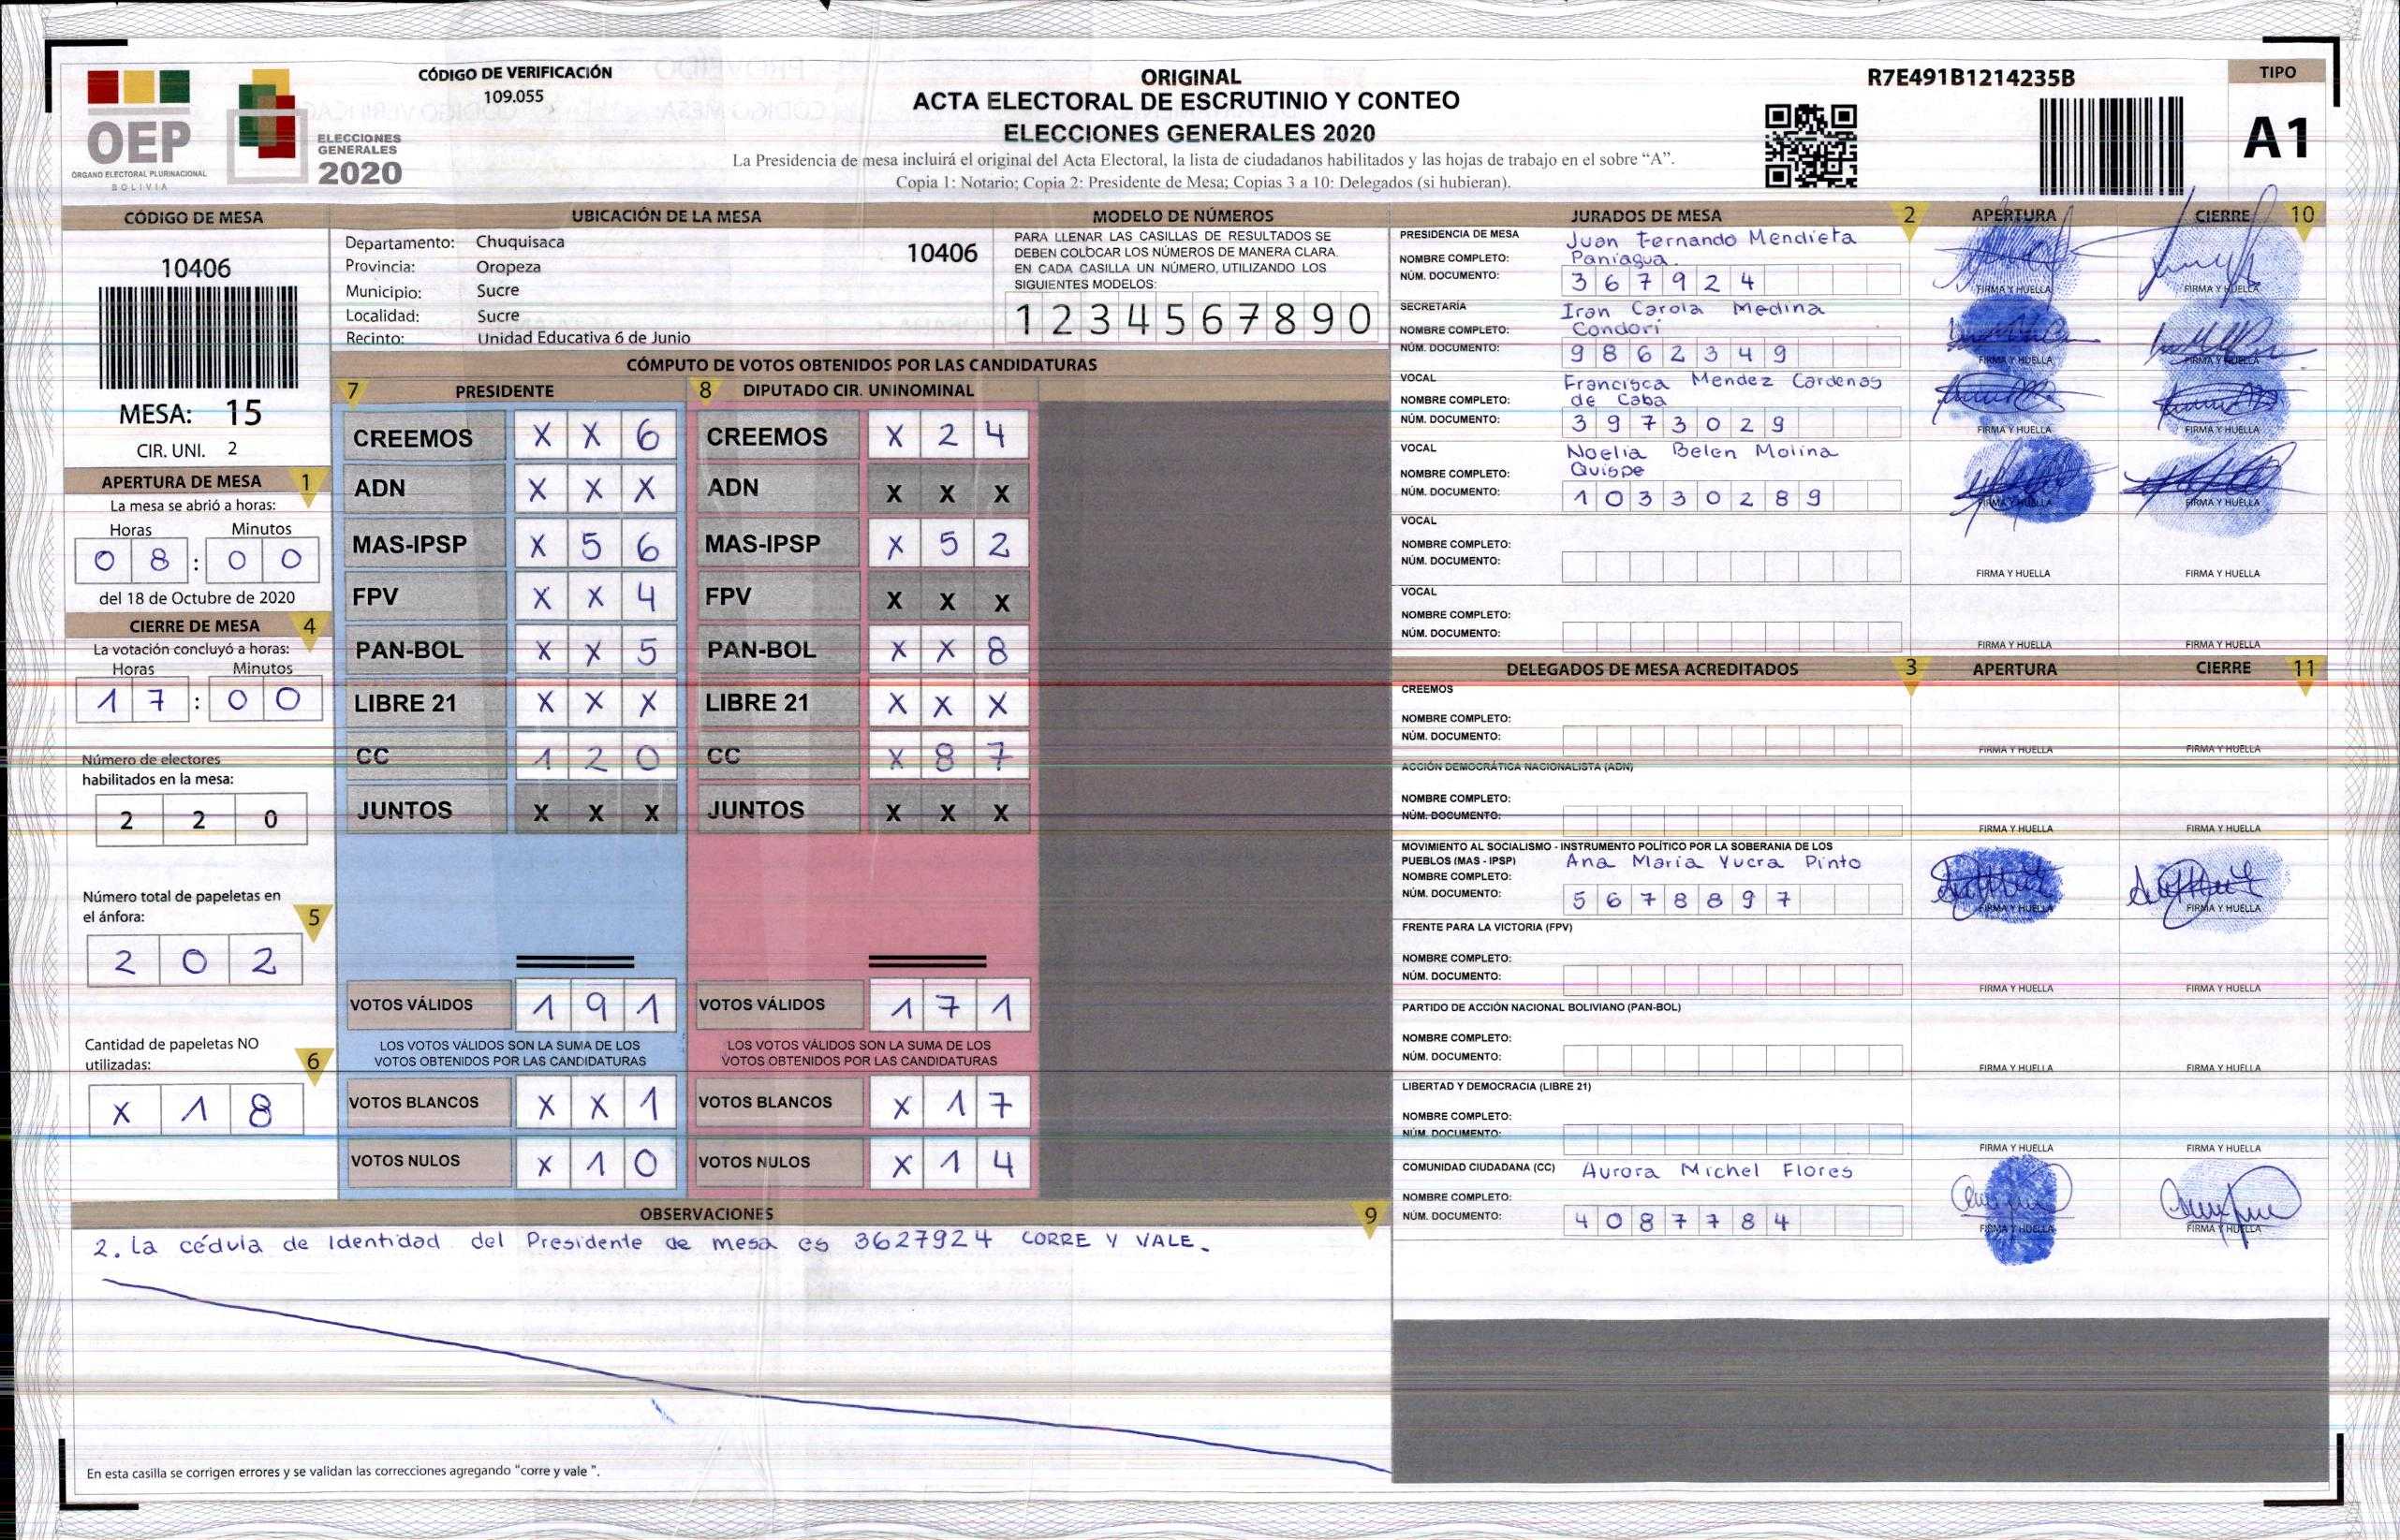 CÓDIGO DE VERIFICACIÓN
109.055
OEP
ÓRGANO ELECTORAL PLURINACIONAL
BOLIVIA
ELECCIONES
GENERALES
2020
ORIGINAL
ACTA ELECTORAL DE ESCRUTINIO Y CONTEO
ELECCIONES GENERALES 2020
La Presidencia de mesa incluirá el original del Acta Electoral, la lista de ciudadanos habilitados y las hojas de trabajo en el sobre “A”.
Copia 1: Notario; Copia 2: Presidente de Mesa; Copias 3 a 10: Delegados (si hubieran).
R7E491B1214235B
TIPO
A1
CÓDIGO DE MESA
10406
MESA: 15
CIR. UNI. 2
APERTURA DE MESA 1
La mesa se abrió a horas:
Horas Minutos
0 8 : 0 0
del 18 de Octubre de 2020
CIERRE DE MESA 4
La votación concluyó a horas:
Horas Minutos
1 7 : 0 0
Número de electores
habilitados en la mesa:
2 2 0
Número total de papeletas en
el ánfora: 5
2 0 2
Cantidad de papeletas NO
utilizadas: 6
X 1 8
UBICACIÓN DE LA MESA
Departamento: Chuquisaca 10406
Provincia: Oropeza
Municipio: Sucre
Localidad: Sucre
Recinto: Unidad Educativa 6 de Junio
MODELO DE NÚMEROS
PARA LLENAR LAS CASILLAS DE RESULTADOS SE
DEBEN COLOCAR LOS NÚMEROS DE MANERA CLARA.
EN CADA CASILLA UN NÚMERO, UTILIZANDO LOS
SIGUIENTES MODELOS:
1 2 3 4 5 6 7 8 9 0
CÓMPUTO DE VOTOS OBTENIDOS POR LAS CANDIDATURAS
7 PRESIDENTE 8 DIPUTADO CIR. UNINOMINAL
CREEMOS X X 6 CREEMOS X 2 4
ADN X X X ADN X X X
MAS-IPSP X 5 6 MAS-IPSP X 5 2
FPV X X 4 FPV X X X
PAN-BOL X X 5 PAN-BOL X X 8
LIBRE 21 X X X LIBRE 21 X X X
CC 1 2 0 CC X 8 7
JUNTOS X X X JUNTOS X X X
VOTOS VÁLIDOS 1 9 1 VOTOS VÁLIDOS 1 7 1
LOS VOTOS VÁLIDOS SON LA SUMA DE LOS LOS VOTOS VÁLIDOS SON LA SUMA DE LOS
VOTOS OBTENIDOS POR LAS CANDIDATURAS VOTOS OBTENIDOS POR LAS CANDIDATURAS
VOTOS BLANCOS X X 1 VOTOS BLANCOS X 1 7
VOTOS NULOS X 1 0 VOTOS NULOS X 1 4
OBSERVACIONES 9
2. La cédula de Identidad del Presidente de mesa es 3627924 CORRE Y VALE.
En esta casilla se corrigen errores y se validan las correcciones agregando "corre y vale ".
JURADOS DE MESA 2 APERTURA CIERRE 10
PRESIDENCIA DE MESA Juan Fernando Mendieta
NOMBRE COMPLETO: Paniagua.
NÚM. DOCUMENTO: 3 6 7 9 2 4
FIRMA Y HUELLA FIRMA Y HUELLA
SECRETARÍA Iran Carola Medina
NOMBRE COMPLETO: Condori
NÚM. DOCUMENTO: 9 8 6 2 3 4 9
FIRMA Y HUELLA FIRMA Y HUELLA
VOCAL Francisca Mendez Cardenas
NOMBRE COMPLETO: de Caba
NÚM. DOCUMENTO: 3 9 7 3 0 2 9
FIRMA Y HUELLA FIRMA Y HUELLA
VOCAL Noelia Belen Molina
NOMBRE COMPLETO: Quispe
NÚM. DOCUMENTO: 1 0 3 3 0 2 8 9
FIRMA Y HUELLA FIRMA Y HUELLA
VOCAL
NOMBRE COMPLETO:
NÚM. DOCUMENTO:
FIRMA Y HUELLA FIRMA Y HUELLA
VOCAL
NOMBRE COMPLETO:
NÚM. DOCUMENTO:
FIRMA Y HUELLA FIRMA Y HUELLA
DELEGADOS DE MESA ACREDITADOS 3 APERTURA CIERRE 11
CREEMOS
NOMBRE COMPLETO:
NÚM. DOCUMENTO:
FIRMA Y HUELLA FIRMA Y HUELLA
ACCIÓN DEMOCRÁTICA NACIONALISTA (ADN)
NOMBRE COMPLETO:
NÚM. DOCUMENTO:
FIRMA Y HUELLA FIRMA Y HUELLA
MOVIMIENTO AL SOCIALISMO - INSTRUMENTO POLÍTICO POR LA SOBERANIA DE LOS
PUEBLOS (MAS - IPSP) Ana María Yucra Pinto
NOMBRE COMPLETO:
NÚM. DOCUMENTO: 5 6 7 8 8 9 7
FIRMA Y HUELLA FIRMA Y HUELLA
FRENTE PARA LA VICTORIA (FPV)
NOMBRE COMPLETO:
NÚM. DOCUMENTO:
FIRMA Y HUELLA FIRMA Y HUELLA
PARTIDO DE ACCIÓN NACIONAL BOLIVIANO (PAN-BOL)
NOMBRE COMPLETO:
NÚM. DOCUMENTO:
FIRMA Y HUELLA FIRMA Y HUELLA
LIBERTAD Y DEMOCRACIA (LIBRE 21)
NOMBRE COMPLETO:
NÚM. DOCUMENTO:
FIRMA Y HUELLA FIRMA Y HUELLA
COMUNIDAD CIUDADANA (CC) Aurora Michel Flores
NOMBRE COMPLETO:
NÚM. DOCUMENTO: 4 0 8 7 7 8 4
FIRMA Y HUELLA FIRMA Y HUELLA